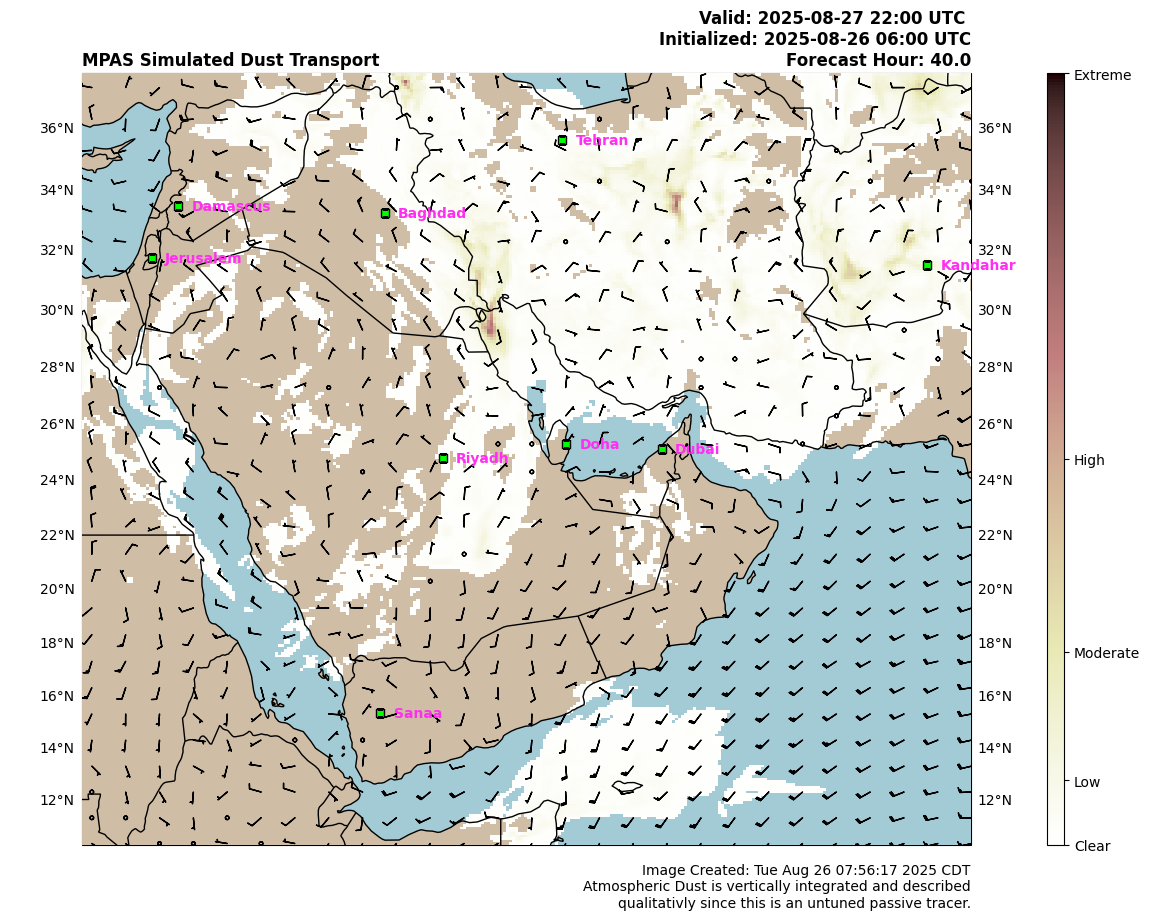 Valid: 2025-08-27 22:00 UTC
Initialized: 2025-08-26 06:00 UTC
MPAS Simulated Dust Transport
Forecast Hour: 40.0
Extreme
36°N
Tehran
36°N
34°N
Damascus
Baghdad
34°N
32°N
Jerusalem
32°N
Kandahar
30°N
30°N
28°N
28°N
26°N
Doha
Dubai
26°N
Riyadh
High
24°N
24°N
22°N
22°N
20°N
20°N
18°N
18°N
Moderate
16°N
Sanaa
16°N
14°N
14°N
Low
12°N
12°N
Clear
Image Created: Tue Aug 26 07:56:17 2025 CDT
Atmospheric Dust is vertically integrated and described
qualitativly since this is an untuned passive tracer.